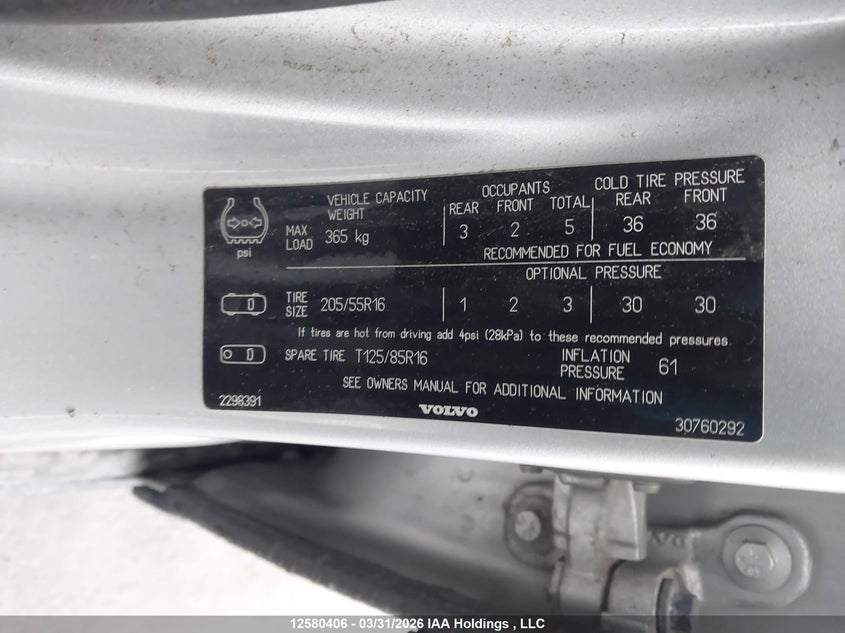 VEHICLE CAPACITY WEIGHT OCCUPANTS COLD TIRE PRESSURE
REAR FRONT TOTAL REAR FRONT
psi MAX LOAD 365 kg 3 2 5 36 36
RECOMMENDED FOR FUEL ECONOMY
OPTIONAL PRESSURE
TIRE SIZE 205/55R16 1 2 3 30 30
If tires are hot from driving add 4psi (28kPa) to these recommended pressures
SPARE TIRE T125/85R16 INFLATION PRESSURE 61
SEE OWNERS MANUAL FOR ADDITIONAL INFORMATION
2298391 VOLVO 30760292
12580406 - 03/31/2026 IAA Holdings , LLC